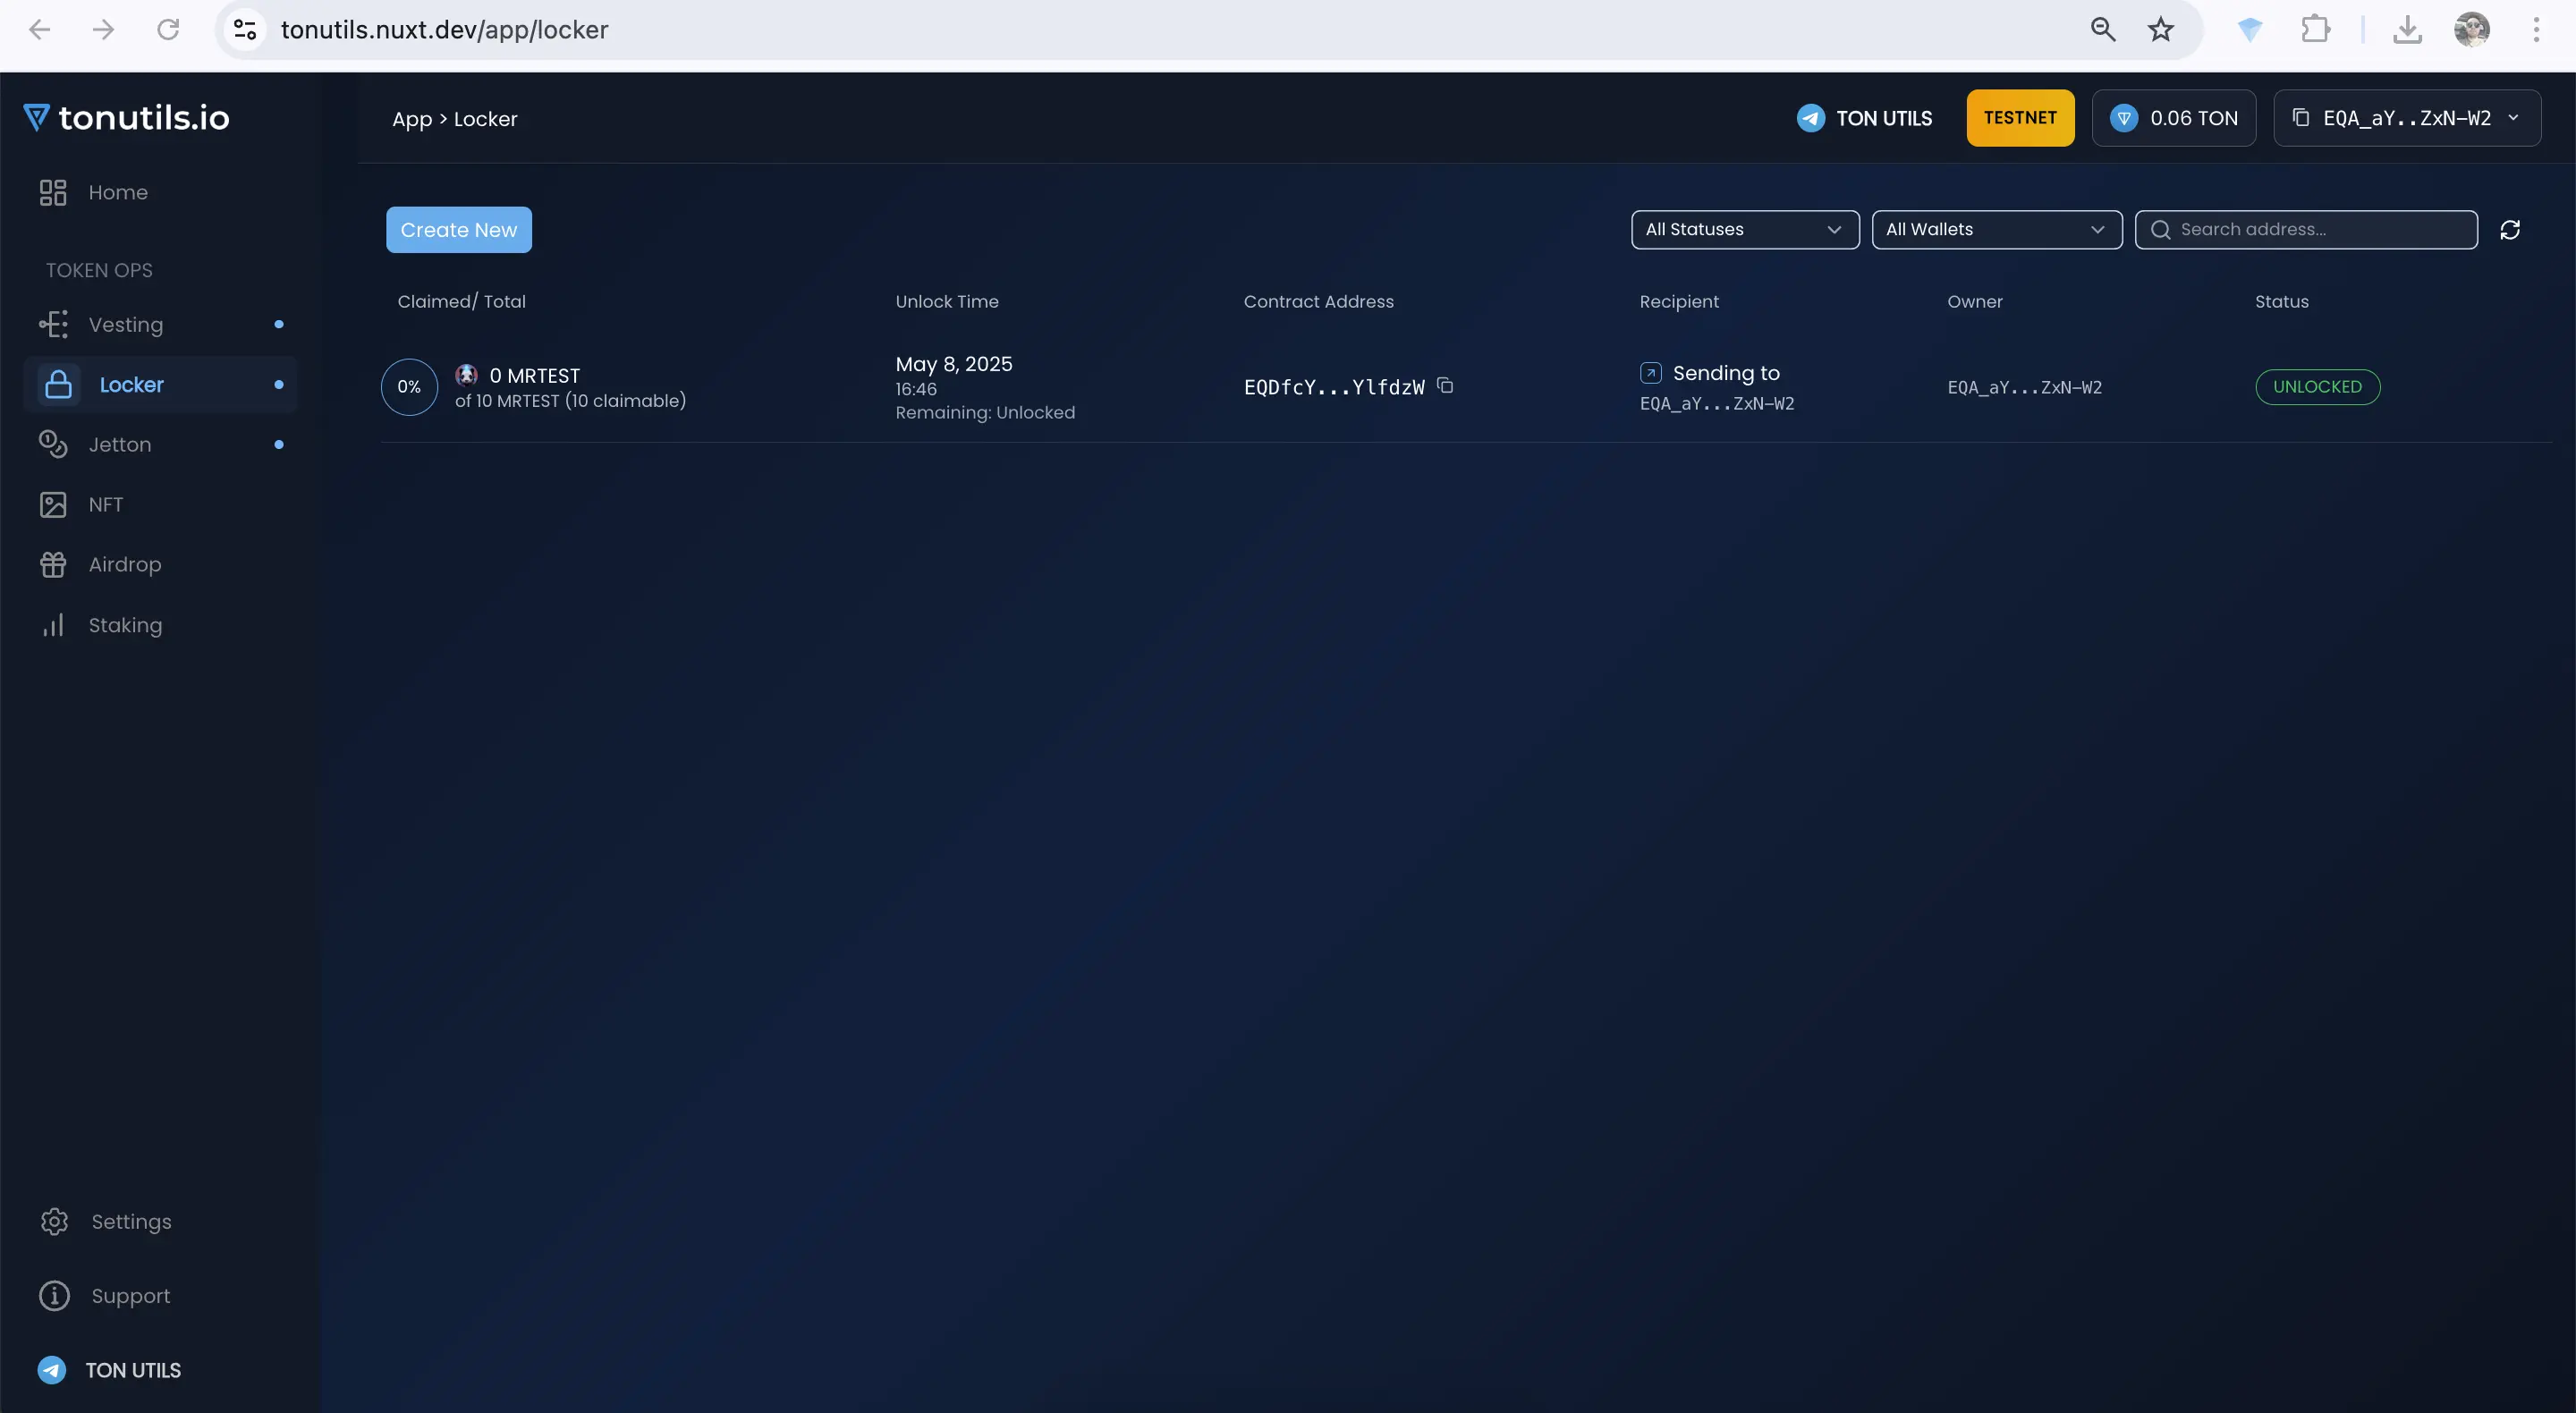 tonutils.nuxt.dev/app/locker
tonutils.io
App > Locker
TON UTILS
TESTNET
0.06 TON
EQA_aY..ZxN-W2
Home
TOKEN OPS
Vesting
Locker
Jetton
NFT
Airdrop
Staking
Settings
Support
TON UTILS
Create New
All Statuses
All Wallets
Search address...
Claimed/ Total
Unlock Time
Contract Address
Recipient
Owner
Status
0%
0 MRTEST
of 10 MRTEST (10 claimable)
May 8, 2025
16:46
Remaining: Unlocked
EQDfcY...YlfdzW
Sending to
EQA_aY...ZxN-W2
EQA_aY...ZxN-W2
UNLOCKED